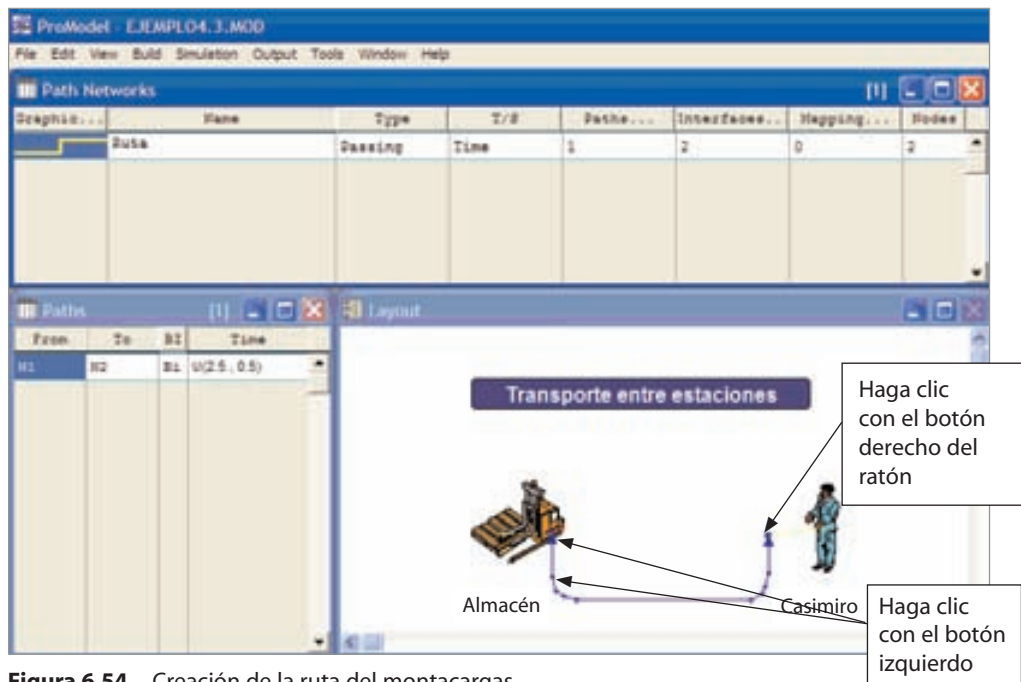 ProModel - EJEMPLO4.3.MOD
File Edit View Build Simulation Output Tools Window Help
Path Networks [1]
Graphic... Name Type T/S Paths... Interfaces... Mapping... Nodes
Ruta Passing Time 1 2 0 2
Paths [1]
From To BI Time
N1 N2 Bi U(2.5 , 0.5)
Layout
Transporte entre estaciones
Haga clic
con el botón
derecho del
ratón
Almacén
Casimiro
Haga clic
con el botón
izquierdo
Figura 6.54 Creación de la ruta del montacargas